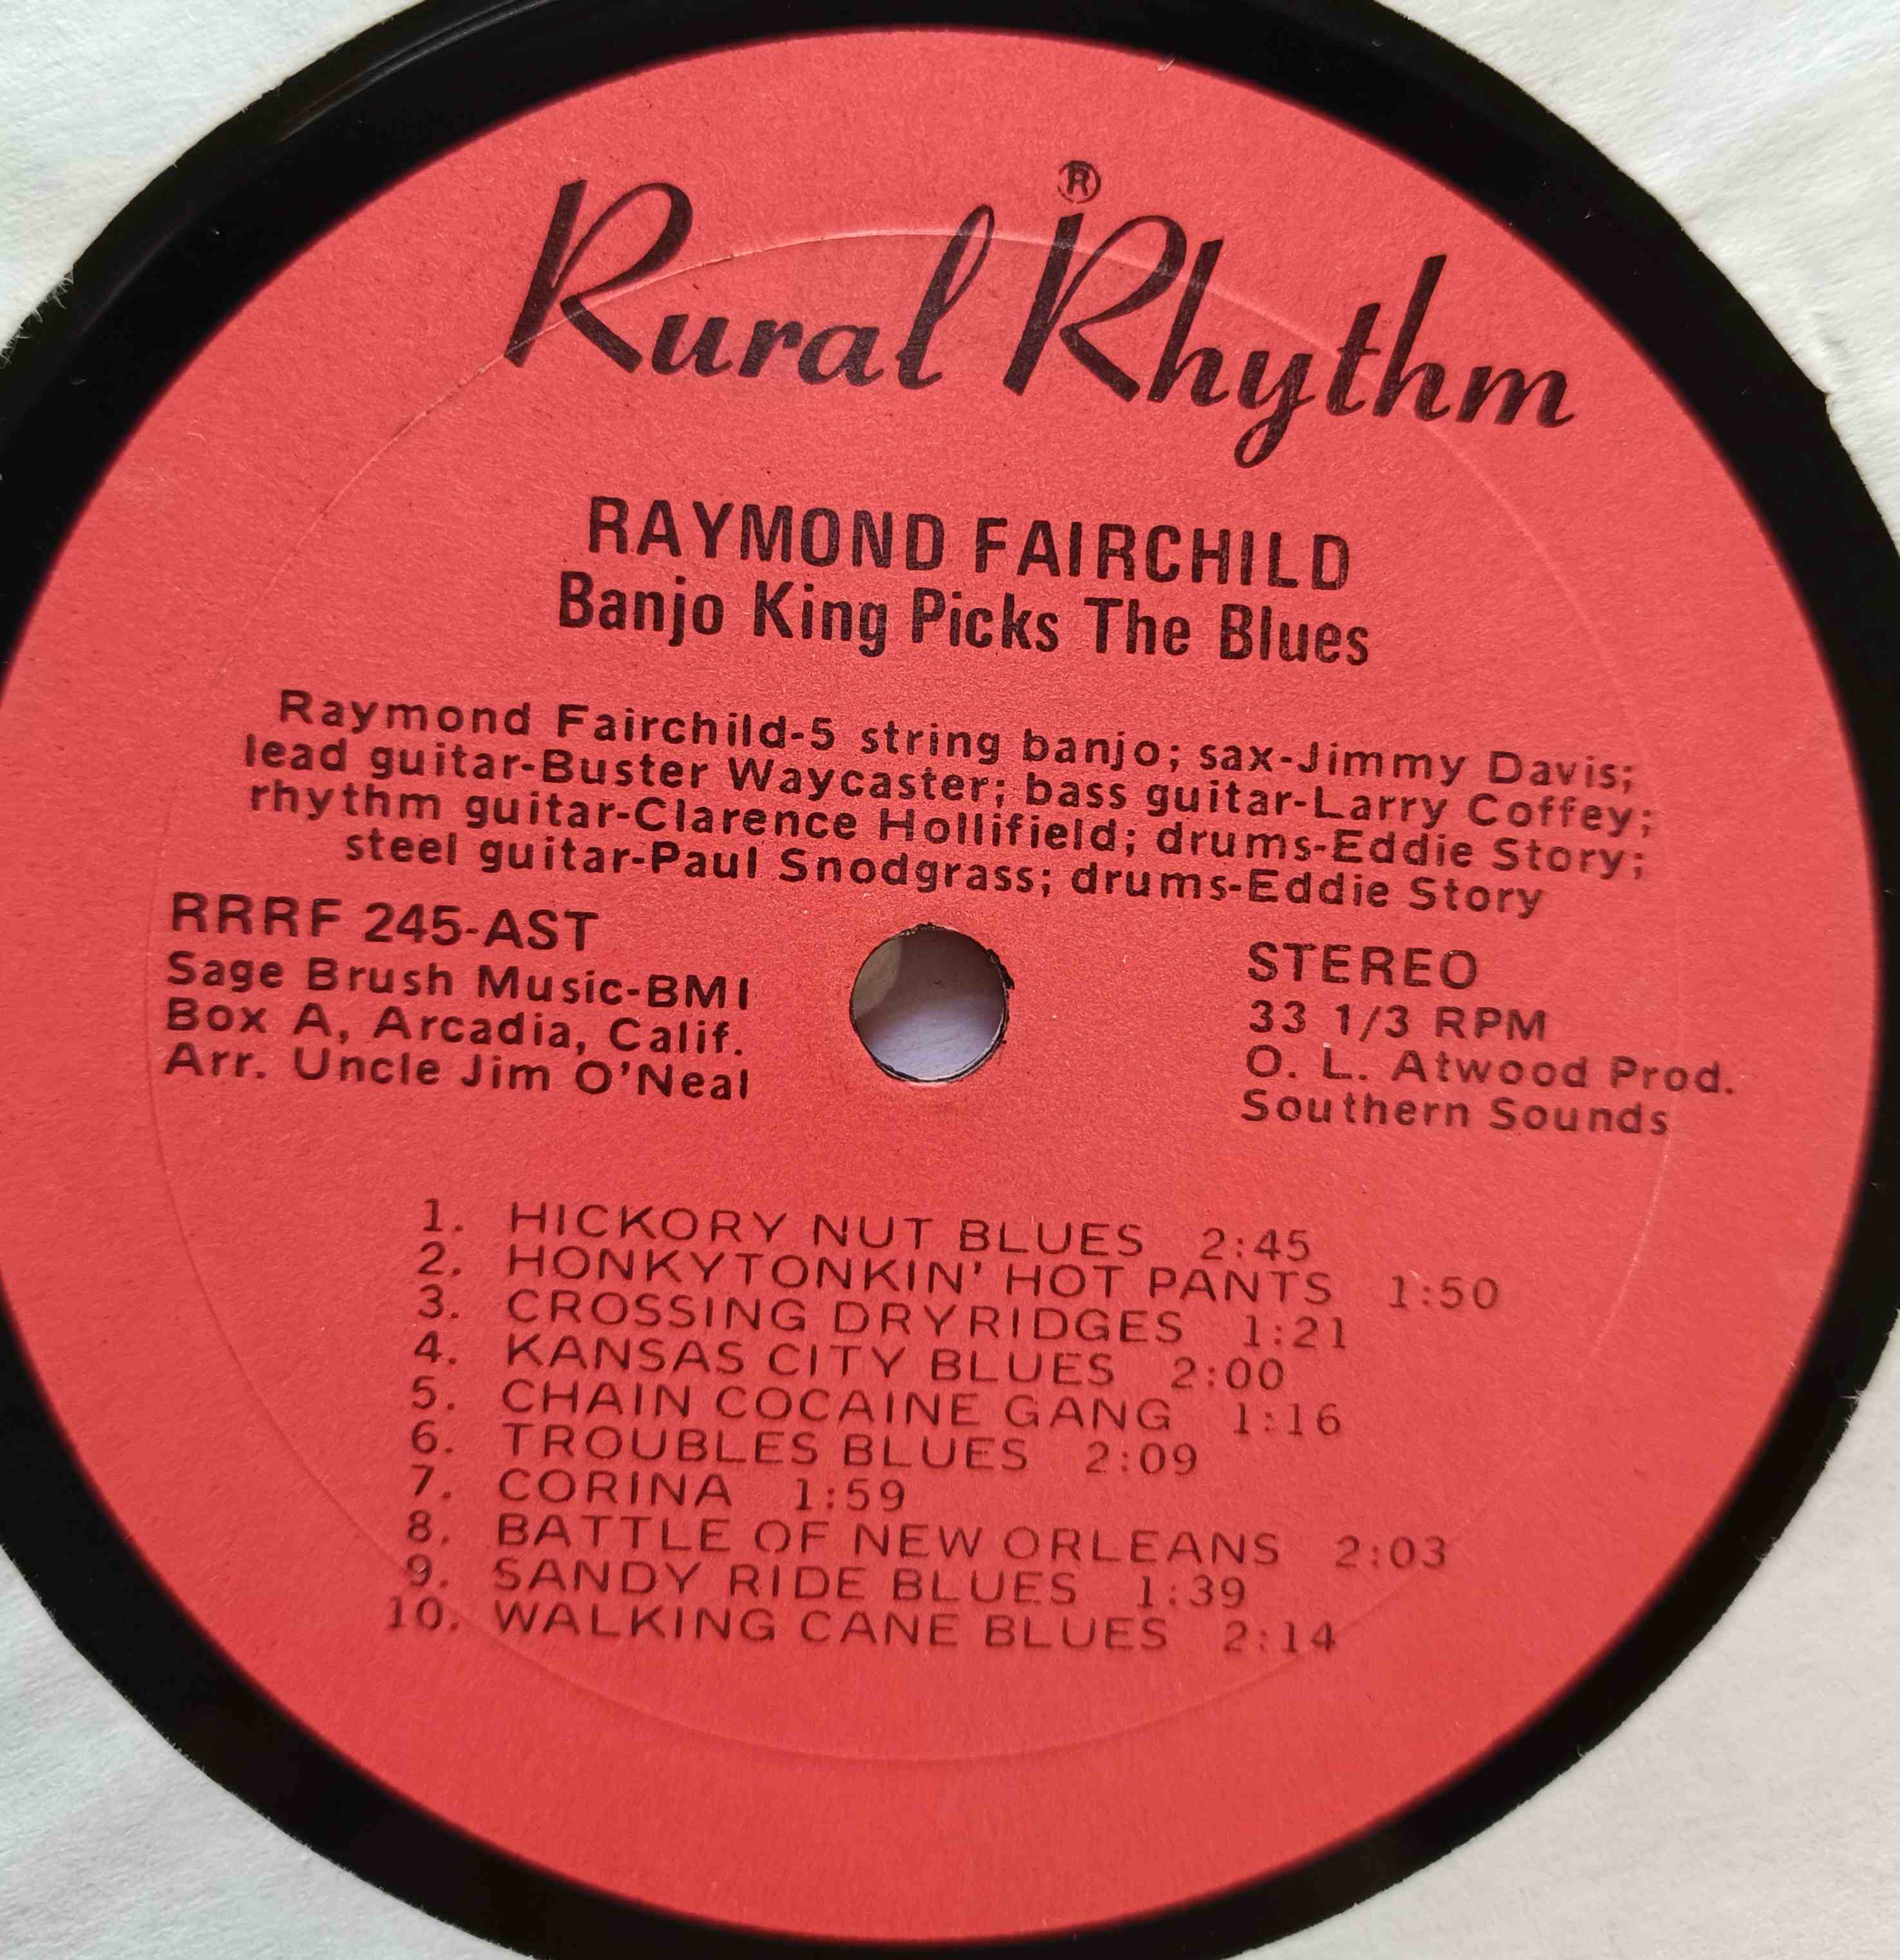 Rural Rhythm®
RAYMOND FAIRCHILD
Banjo King Picks The Blues
Raymond Fairchild-5 string banjo; sax-Jimmy Davis;
lead guitar-Buster Waycaster; bass guitar-Larry Coffey;
rhythm guitar-Clarence Hollifield; drums-Eddie Story;
steel guitar-Paul Snodgrass; drums-Eddie Story
RRRF 245-AST
Sage Brush Music-BMI
Box A, Arcadia, Calif.
Arr. Uncle Jim O'Neal
STEREO
33 1/3 RPM
O. L. Atwood Prod.
Southern Sounds
1. HICKORY NUT BLUES 2:45
2. HONKYTONKIN' HOT PANTS 1:50
3. CROSSING DRYRIDGES 1:21
4. KANSAS CITY BLUES 2:00
5. CHAIN COCAINE GANG 1:16
6. TROUBLES BLUES 2:09
7. CORINA 1:59
8. BATTLE OF NEW ORLEANS 2:03
9. SANDY RIDE BLUES 1:39
10. WALKING CANE BLUES 2:14